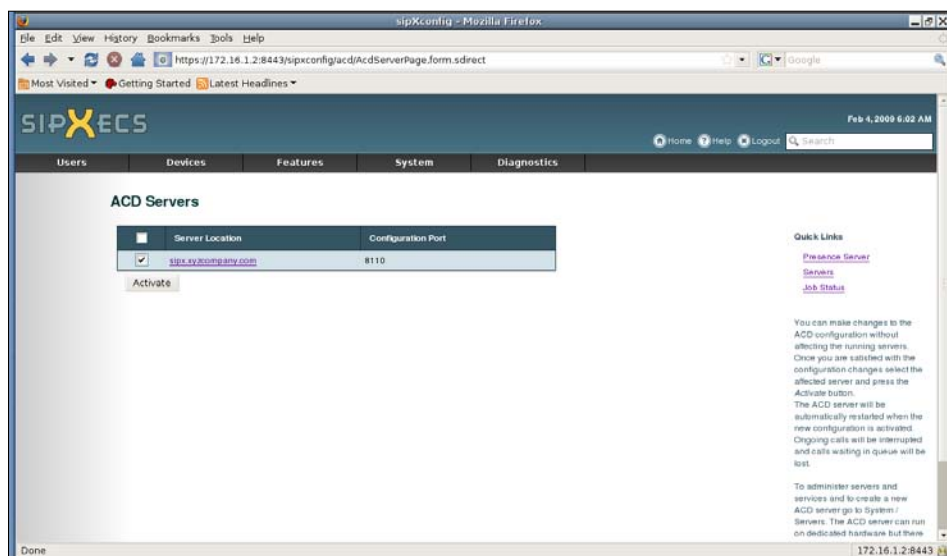 sipXconfig - Mozilla Firefox
File Edit View History Bookmarks Tools Help
https://172.16.1.2:8443/sipxconfig/acd/AcdServerPage.form.sdirect
Google
Most Visited Getting Started Latest Headlines
SIPXECS
Feb 4, 2009 6:02 AM
Home Help Logout Search
Users Devices Features System Diagnostics
ACD Servers
Server Location Configuration Port
sipx.xyzcompany.com 8110
Activate
Quick Links
Presence Server
Servers
Job Status
You can make changes to the
ACD configuration without
affecting the running servers.
Once you are satisfied with the
configuration changes select the
affected server and press the
Activate button.
The ACD server will be
automatically restarted when the
new configuration is activated.
Ongoing calls will be interrupted
and calls waiting in queue will be
lost.
To administer servers and
services and to create a new
ACD server go to System /
Servers. The ACD server can run
on dedicated hardware but there
Done 172.16.1.2:8443